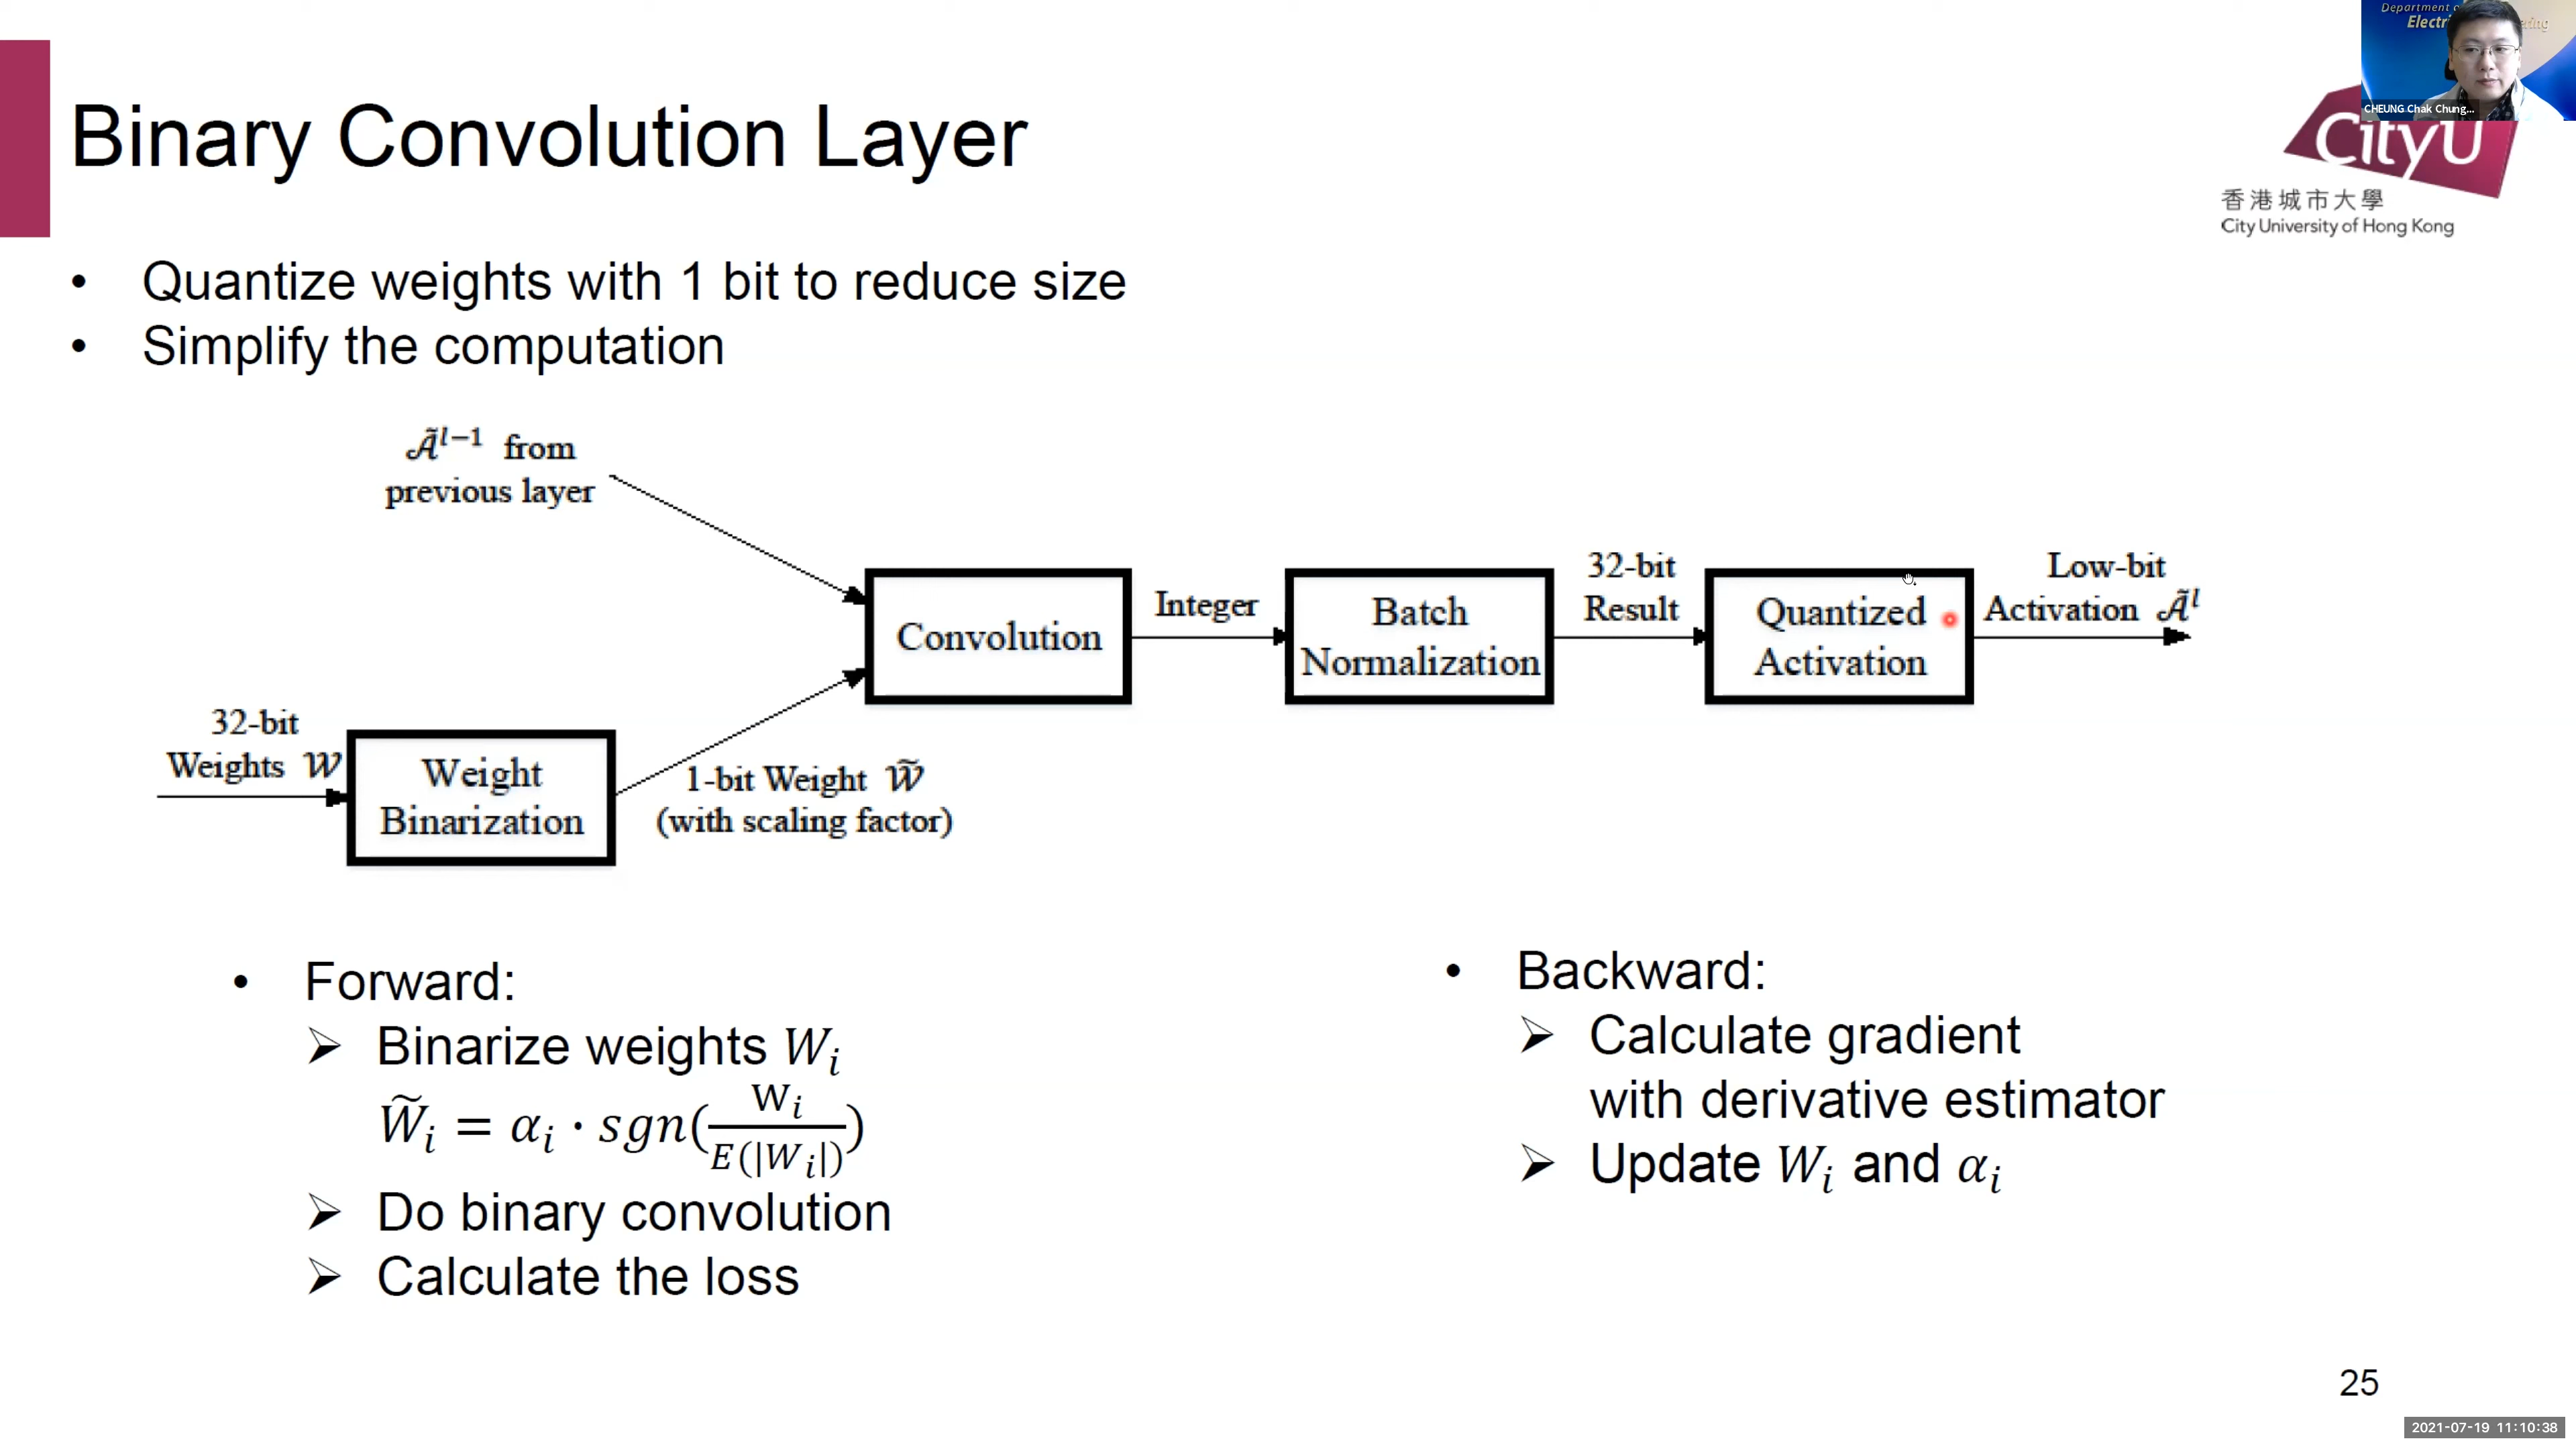 Department o
Electr
ring
CHEUNG Chak Chung...
Binary Convolution Layer
CityU
香港城市大學
City University of Hong Kong
• Quantize weights with 1 bit to reduce size
• Simplify the computation
𝒜̃^{l−1} from
previous layer
32-bit
Weights 𝒲
Weight
Binarization
1-bit Weight 𝒲̃
(with scaling factor)
Convolution
Integer
Batch
Normalization
32-bit
Result
Quantized
Activation
Low-bit
Activation 𝒜̃^l
• Forward:
➢ Binarize weights W_i
W̃_i = α_i · sgn(W_i / E(|W_i|))
➢ Do binary convolution
➢ Calculate the loss
• Backward:
➢ Calculate gradient
with derivative estimator
➢ Update W_i and α_i
25
2021-07-19 11:10:38